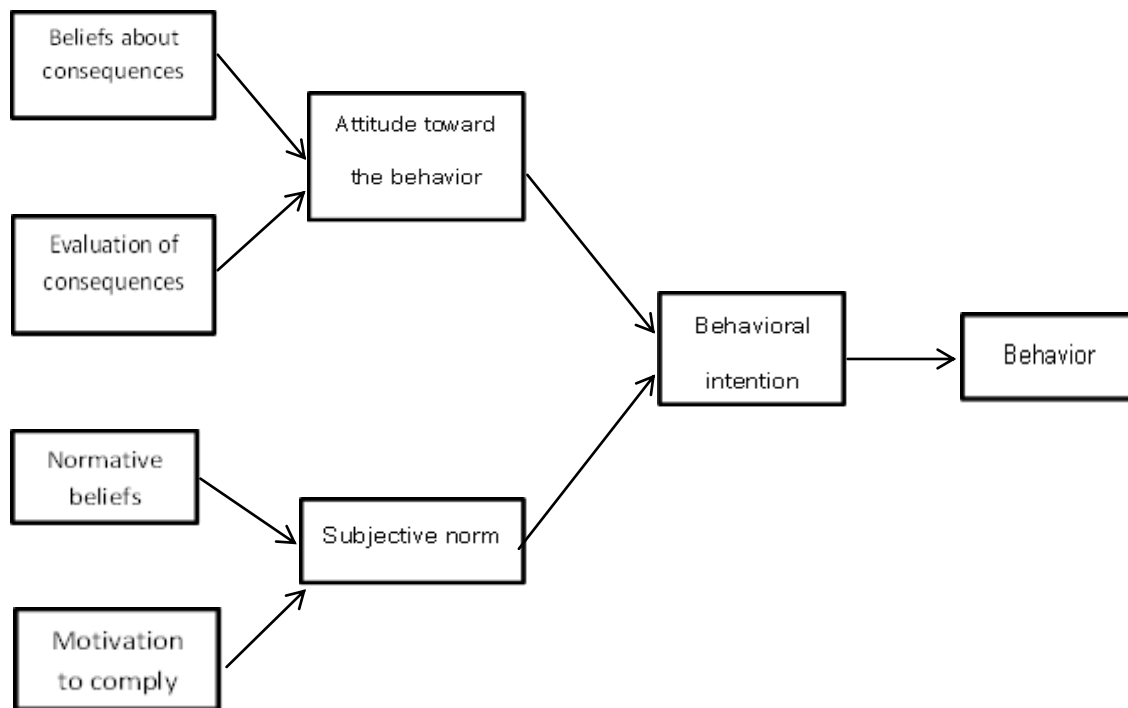 Beliefs about
consequences
Attitude toward
the behavior
Evaluation of
consequences
Behavioral
intention
Behavior
Normative
beliefs
Subjective norm
Motivation
to comply